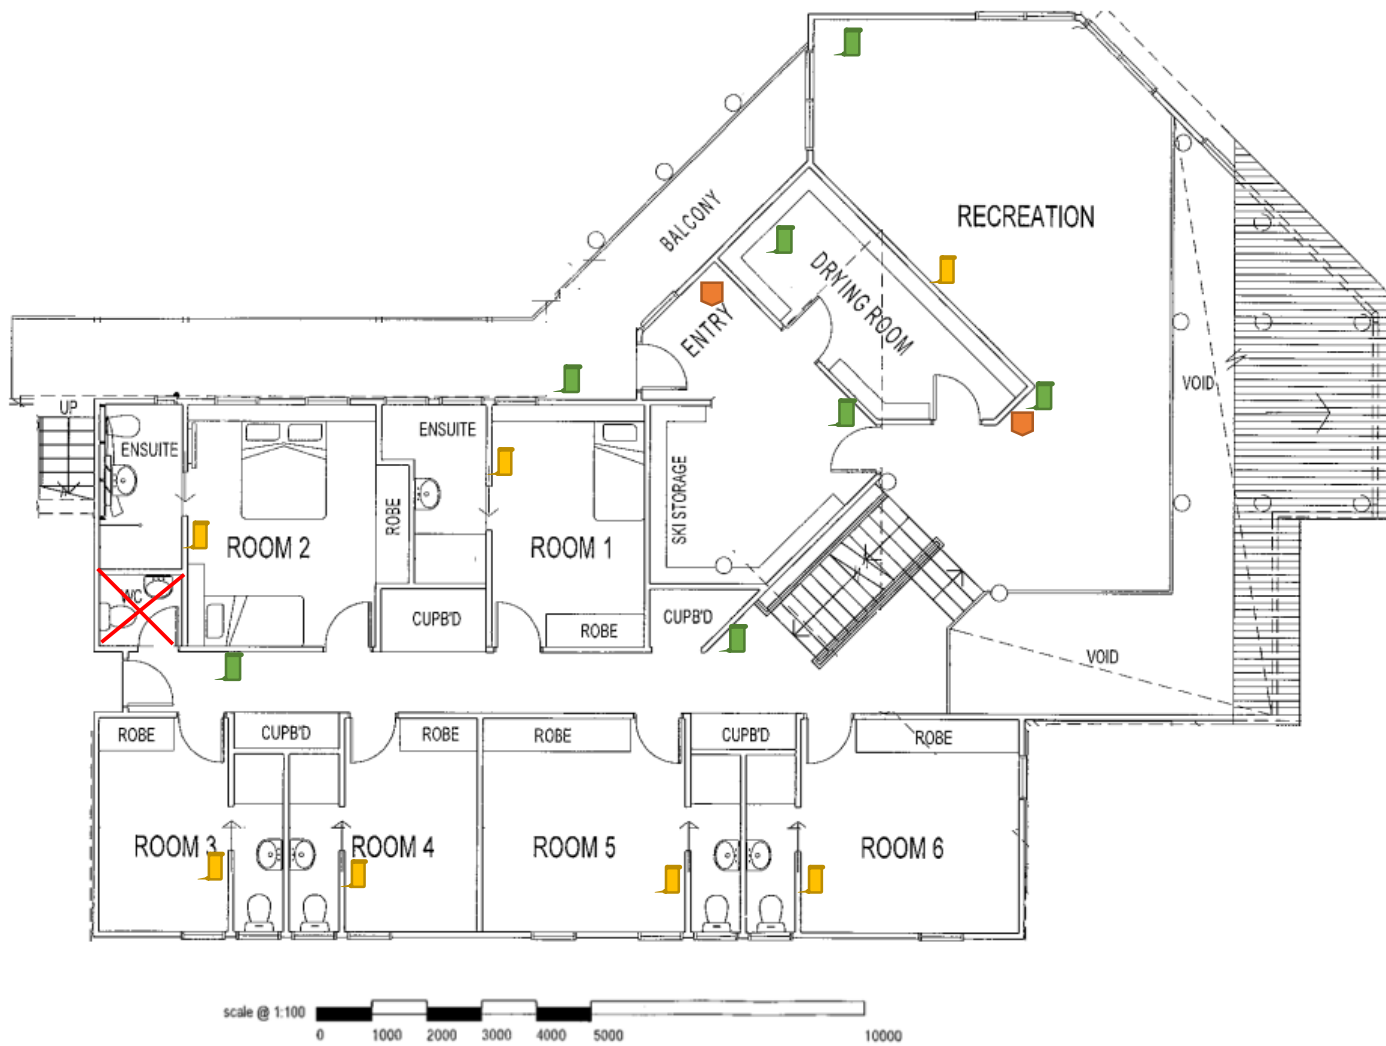 RECREATION
BALCONY
DRYING ROOM
ENTRY
VOID
UP
ENSUITE
ENSUITE
SKI STORAGE
ROBE
ROOM 2
ROOM 1
WC
CUPB'D
ROBE
CUPB'D
VOID
ROBE
CUPB'D
ROBE
ROBE
CUPB'D
ROBE
ROOM 3
ROOM 4
ROOM 5
ROOM 6
scale @ 1:100
0 1000 2000 3000 4000 5000 10000